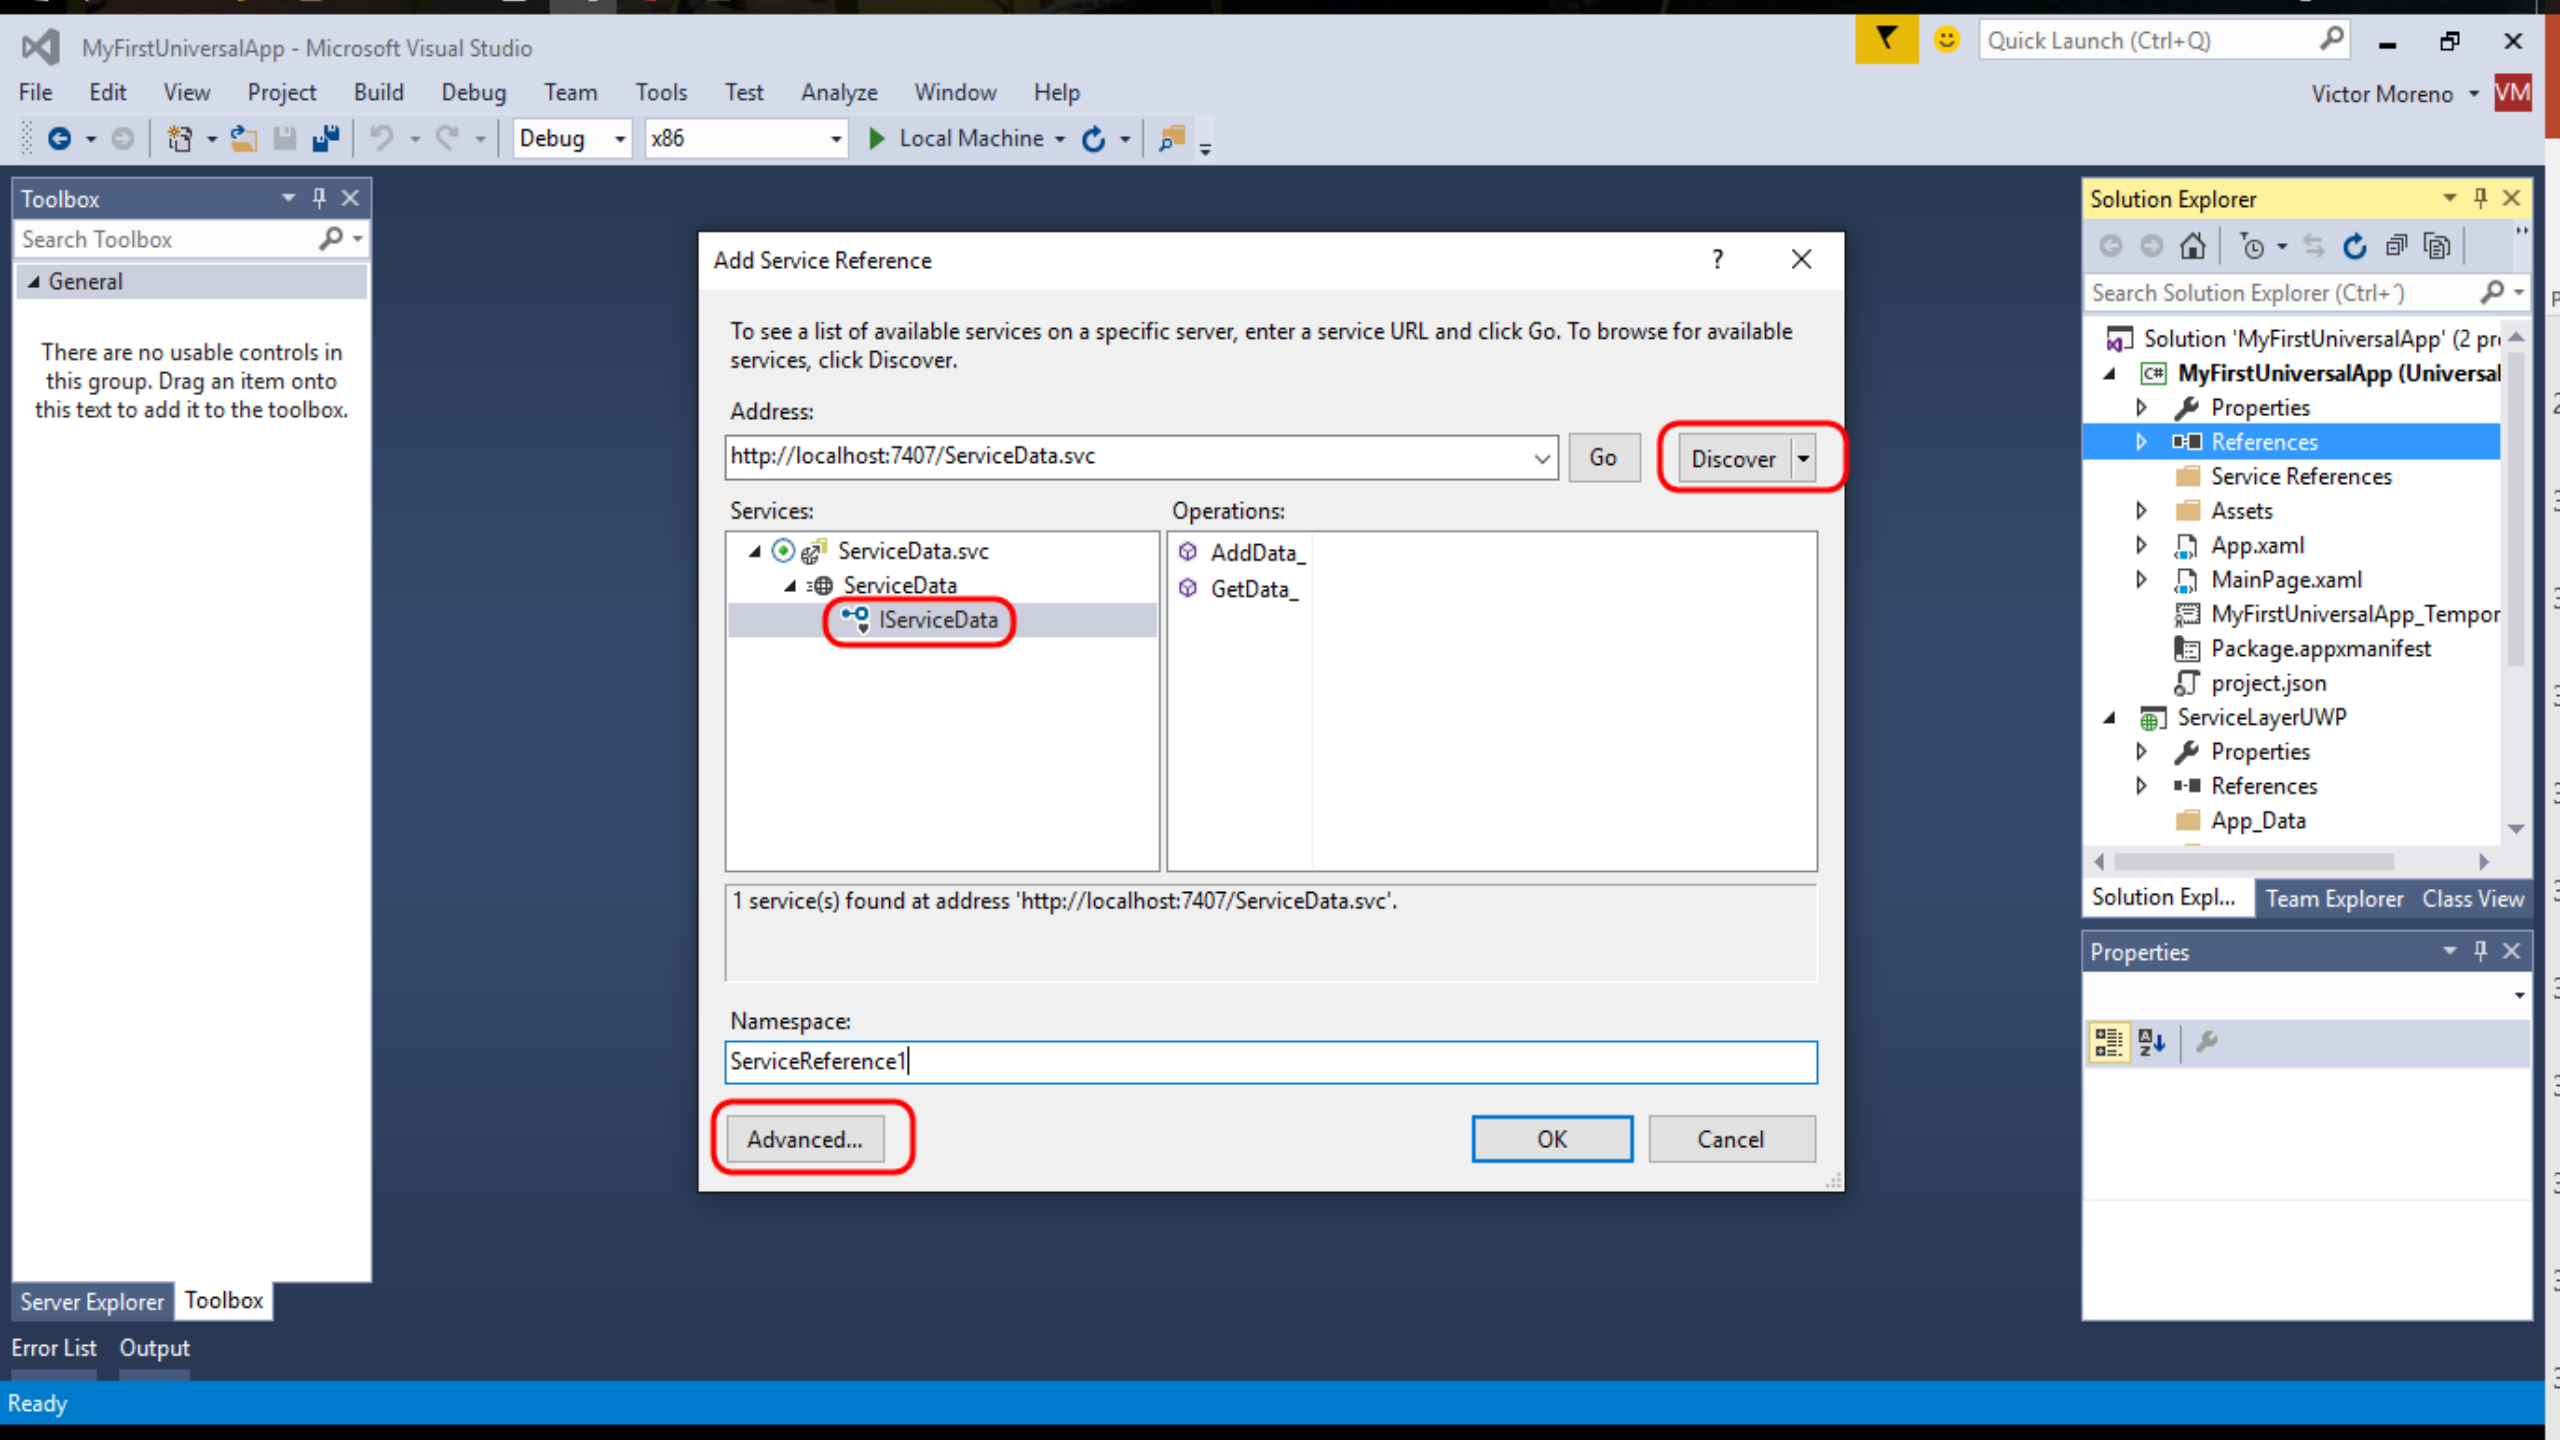 MyFirstUniversalApp - Microsoft Visual Studio
Quick Launch (Ctrl+Q)
File Edit View Project Build Debug Team Tools Test Analyze Window Help
Victor Moreno VM
Debug x86 Local Machine
Toolbox
Search Toolbox
General
There are no usable controls in
this group. Drag an item onto
this text to add it to the toolbox.
Server Explorer Toolbox
Error List Output
Ready
Add Service Reference
?
To see a list of available services on a specific server, enter a service URL and click Go. To browse for available
services, click Discover.
Address:
http://localhost:7407/ServiceData.svc
Go
Discover
Services:
Operations:
ServiceData.svc
ServiceData
IServiceData
AddData_
GetData_
1 service(s) found at address 'http://localhost:7407/ServiceData.svc'.
Namespace:
ServiceReference1
Advanced...
OK
Cancel
Solution Explorer
Search Solution Explorer (Ctrl+´)
Solution 'MyFirstUniversalApp' (2 pr
C# MyFirstUniversalApp (Universal
Properties
References
Service References
Assets
App.xaml
MainPage.xaml
MyFirstUniversalApp_Tempor
Package.appxmanifest
project.json
ServiceLayerUWP
Properties
References
App_Data
Solution Expl... Team Explorer Class View
Properties